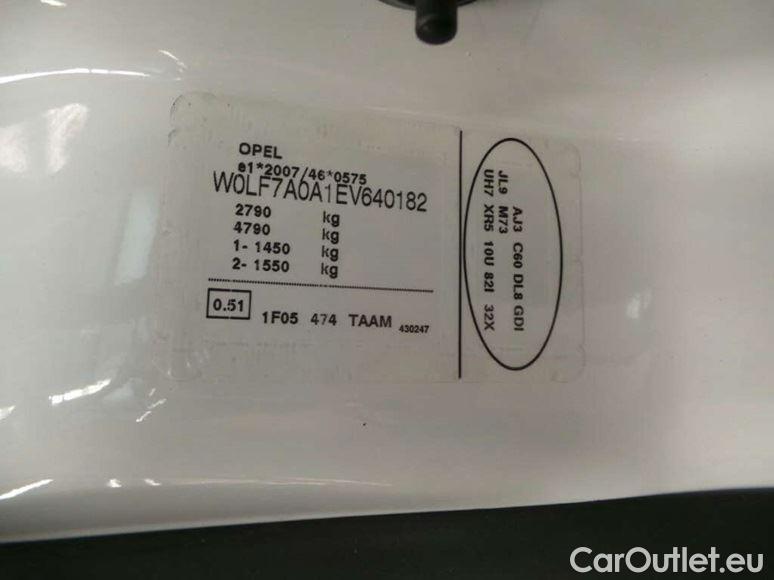 OPEL
e1*2007/46*0575
W0LF7A0A1EV640182
2790 kg
4790 kg
1- 1450 kg
2- 1550 kg
0.51 1F05 474 TAAM 430247
AJ3 C60 DL8 GDI
JL9 M73
UH7 XR5 10U 82I 32X
CarOutlet.eu